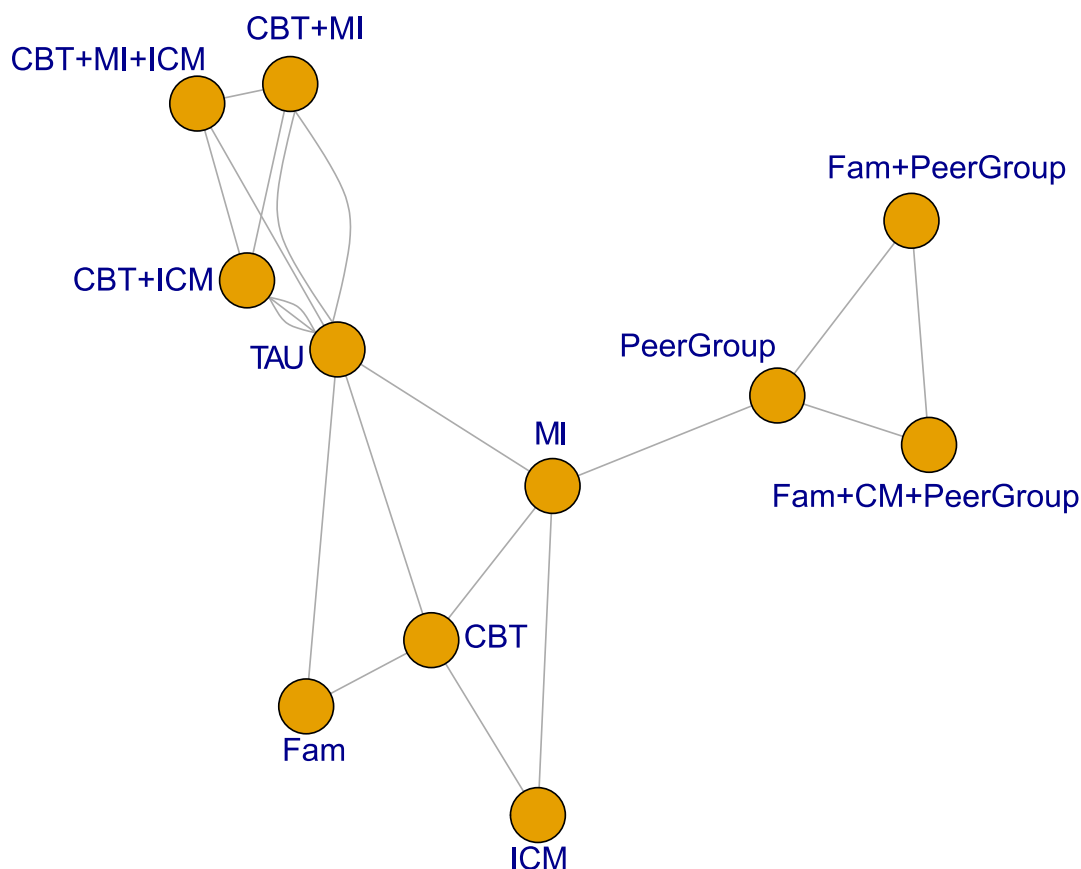 CBT+MI
CBT+MI+ICM
Fam+PeerGroup
CBT+ICM
PeerGroup
TAU
MI
Fam+CM+PeerGroup
CBT
Fam
ICM